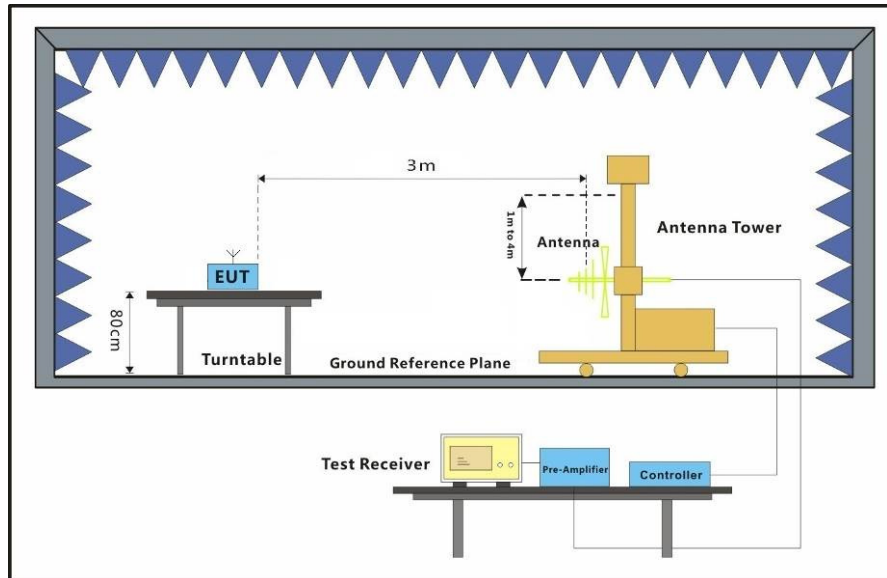 3m
1m to 4m
Antenna
Antenna Tower
EUT
80cm
Turntable
Ground Reference Plane
Test Receiver
Pre-Amplifier
Controller